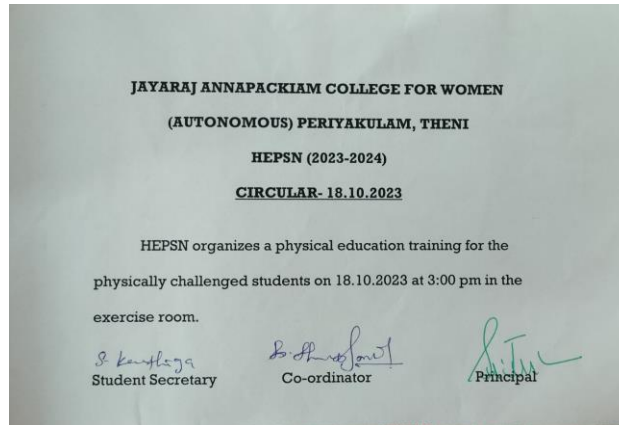 JAYARAJ ANNAPACKIAM COLLEGE FOR WOMEN
(AUTONOMOUS) PERIYAKULAM, THENI
HEPSN (2023-2024)
CIRCULAR- 18.10.2023
HEPSN organizes a physical education training for the
physically challenged students on 18.10.2023 at 3:00 pm in the
exercise room.
Student Secretary Co-ordinator Principal